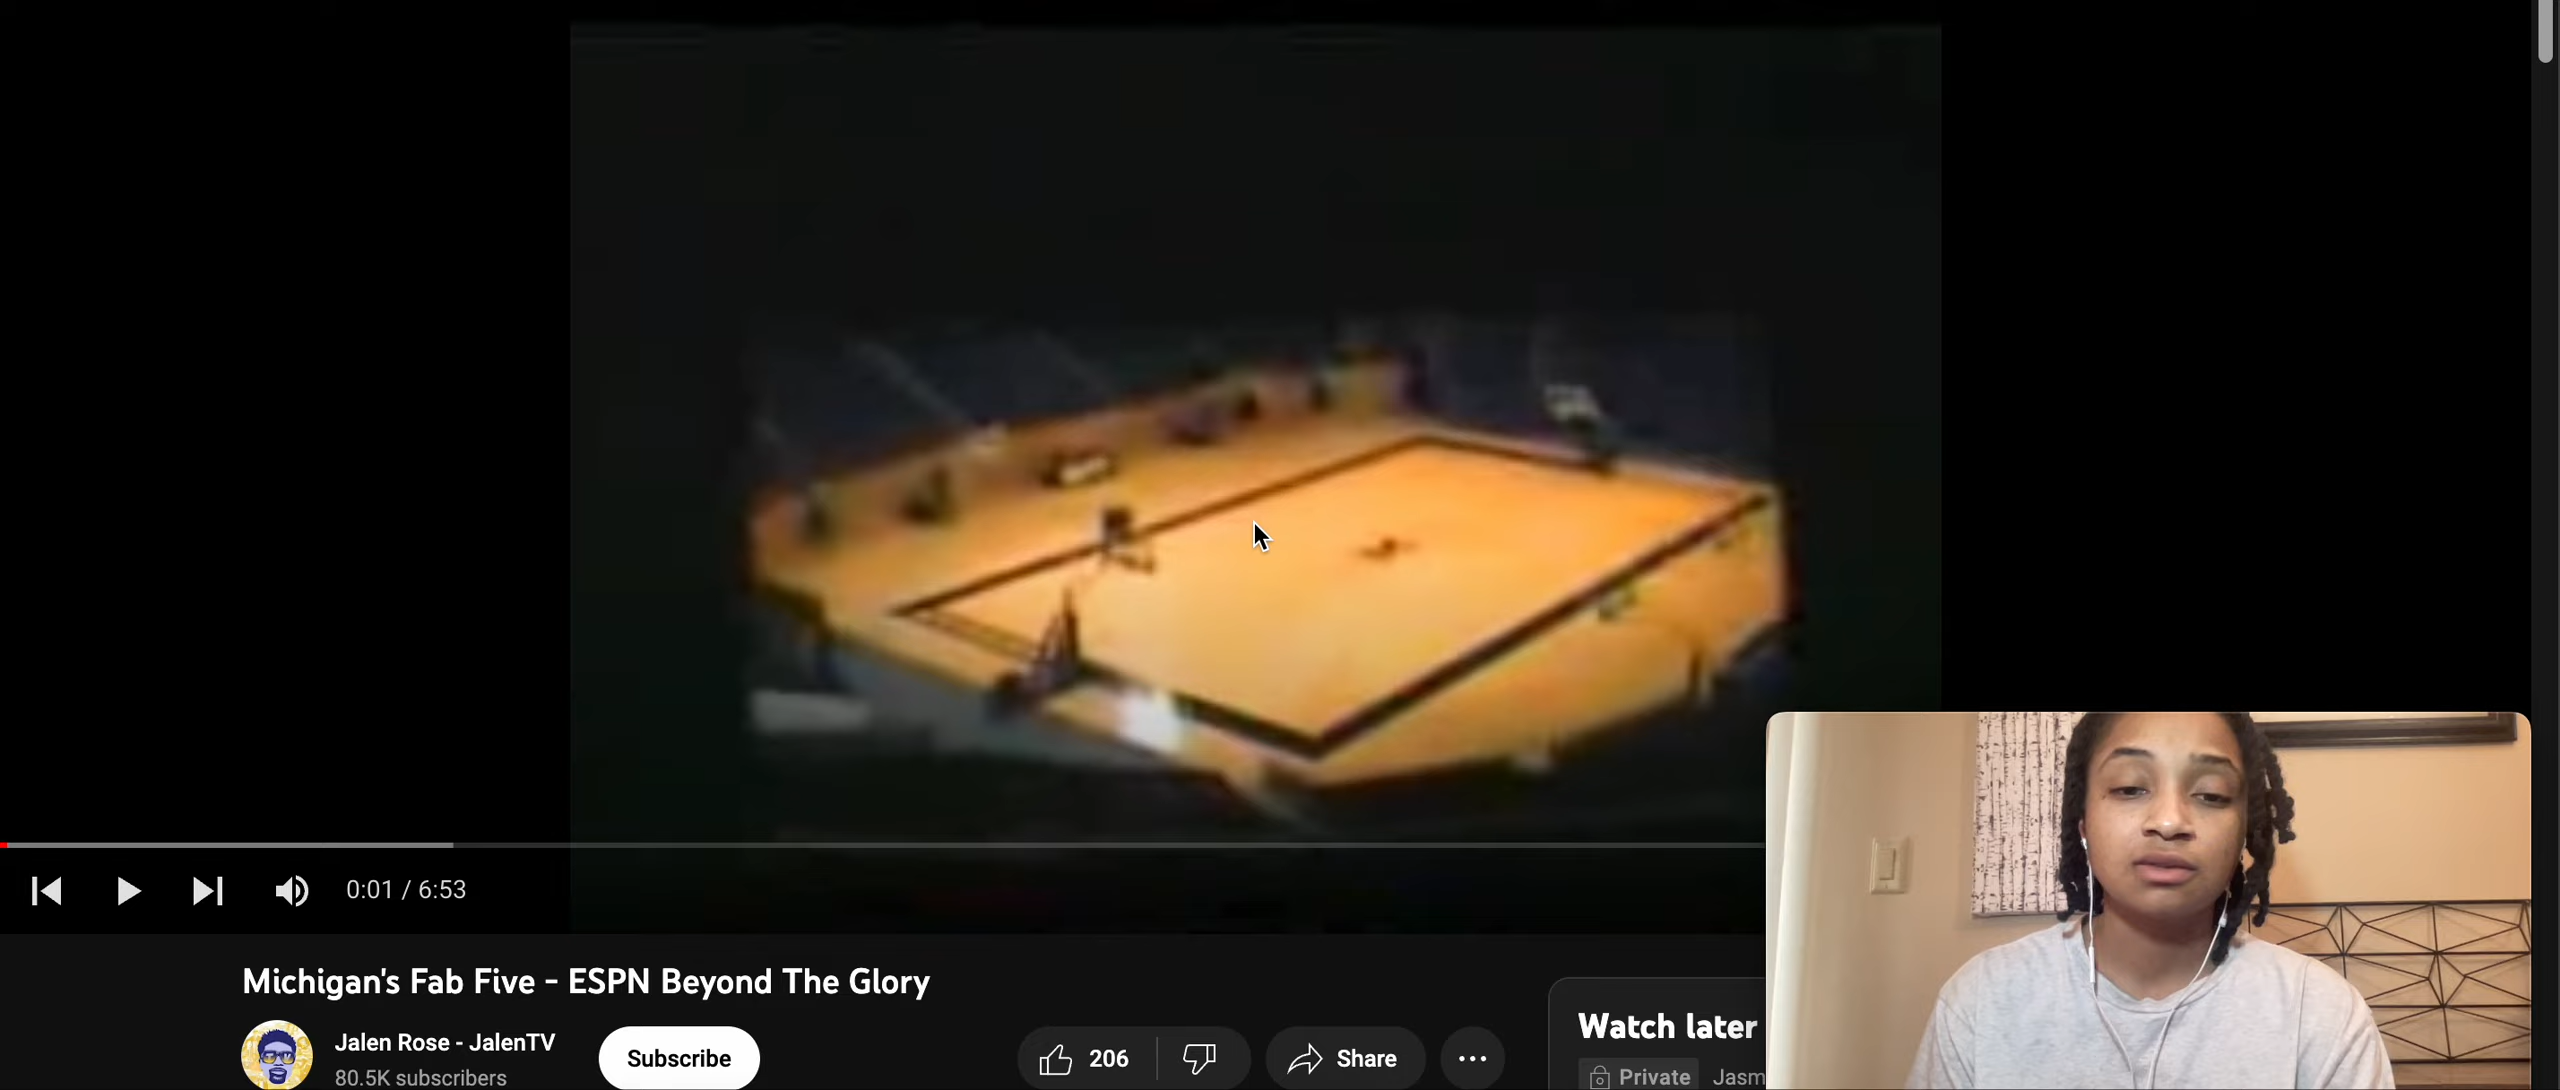 0:01 / 6:53
Michigan's Fab Five - ESPN Beyond The Glory
Jalen Rose - JalenTV
80.5K subscribers
Subscribe
206
Share
Watch later
Private Jasm